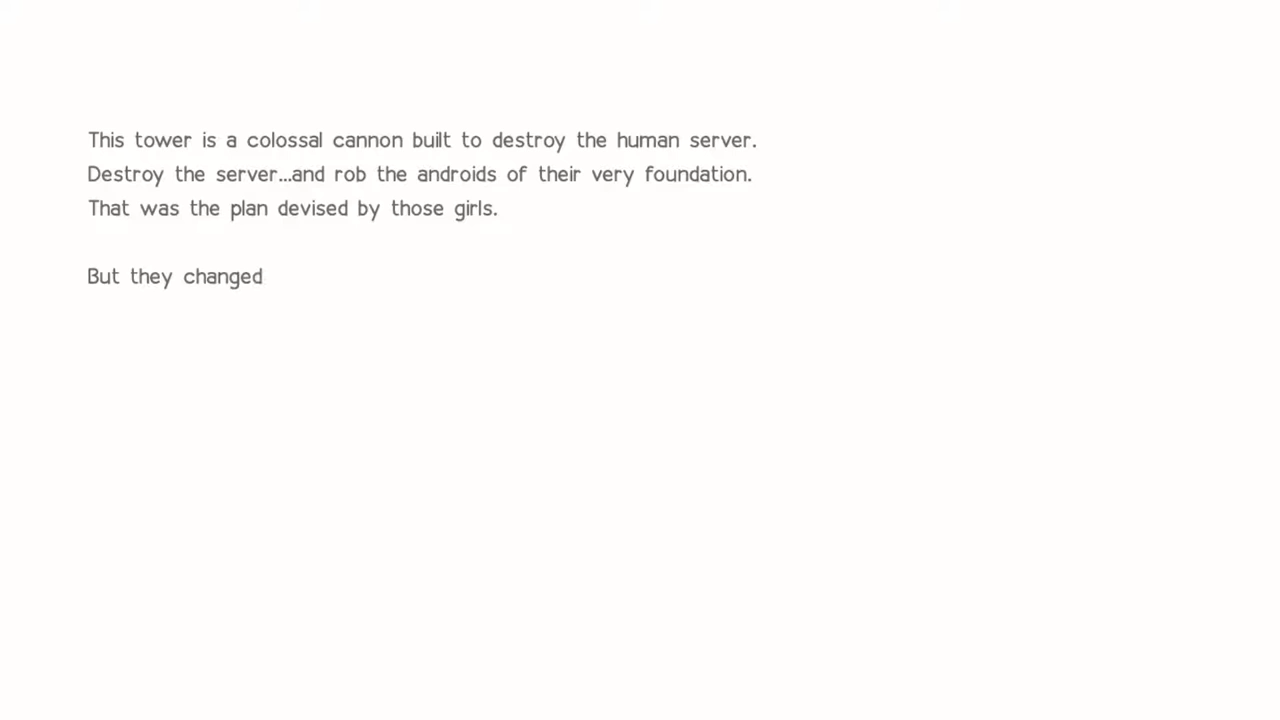 This tower is a colossal cannon built to destroy the human server.
Destroy the server...and rob the androids of their very foundation.
That was the plan devised by those girls.
But they changed